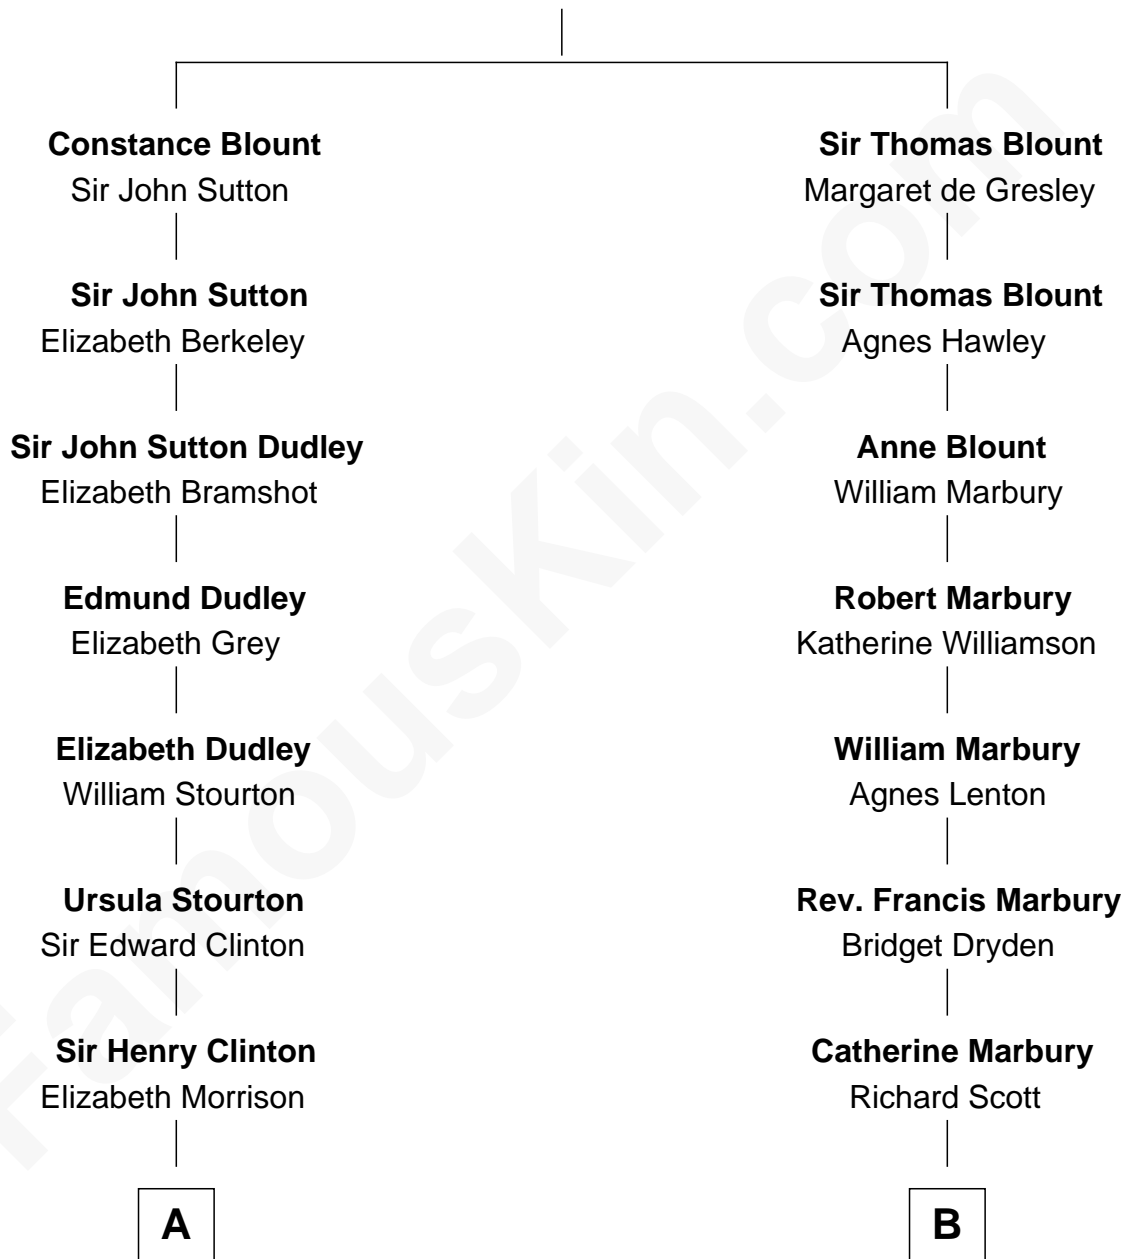 Constance Blount
Sir John Sutton
Sir Thomas Blount
Margaret de Gresley
Sir John Sutton
Elizabeth Berkeley
Sir Thomas Blount
Agnes Hawley
Sir John Sutton Dudley
Elizabeth Bramshot
Anne Blount
William Marbury
Edmund Dudley
Elizabeth Grey
Robert Marbury
Katherine Williamson
Elizabeth Dudley
William Stourton
William Marbury
Agnes Lenton
Ursula Stourton
Sir Edward Clinton
Rev. Francis Marbury
Bridget Dryden
Sir Henry Clinton
Elizabeth Morrison
Catherine Marbury
Richard Scott
A
B
FamousKin.com